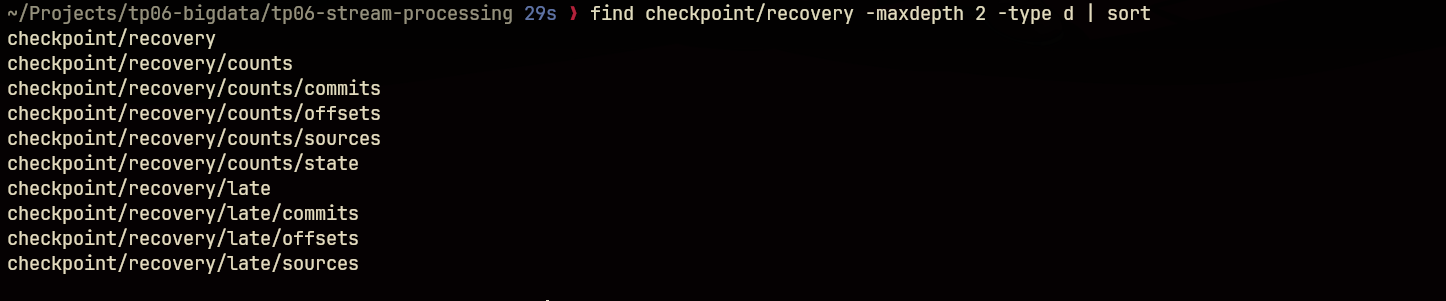 ~/Projects/tp06-bigdata/tp06-stream-processing 29s ❯ find checkpoint/recovery -maxdepth 2 -type d | sort
checkpoint/recovery
checkpoint/recovery/counts
checkpoint/recovery/counts/commits
checkpoint/recovery/counts/offsets
checkpoint/recovery/counts/sources
checkpoint/recovery/counts/state
checkpoint/recovery/late
checkpoint/recovery/late/commits
checkpoint/recovery/late/offsets
checkpoint/recovery/late/sources